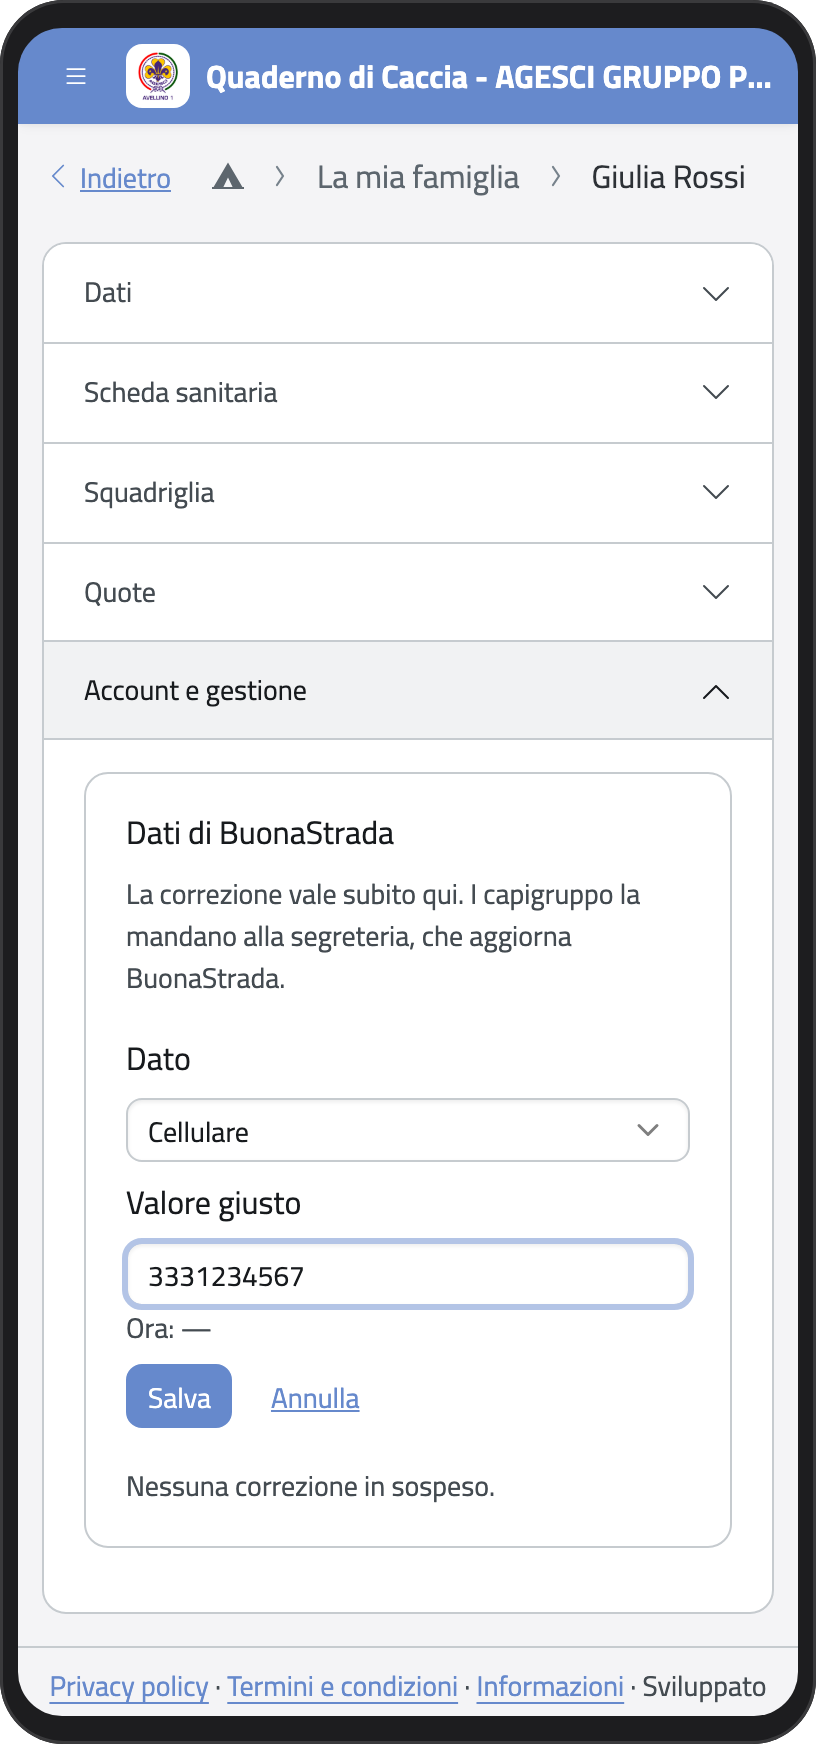 AVELLINO 1
Quaderno di Caccia - AGESCI GRUPPO P...
Indietro
La mia famiglia
Giulia Rossi
Dati
Scheda sanitaria
Squadriglia
Quote
Account e gestione
Dati di BuonaStrada
La correzione vale subito qui. I capigruppo la
mandano alla segreteria, che aggiorna
BuonaStrada.
Dato
Cellulare
Valore giusto
3331234567
Ora: —
Salva
Annulla
Nessuna correzione in sospeso.
Privacy policy · Termini e condizioni · Informazioni · Sviluppato